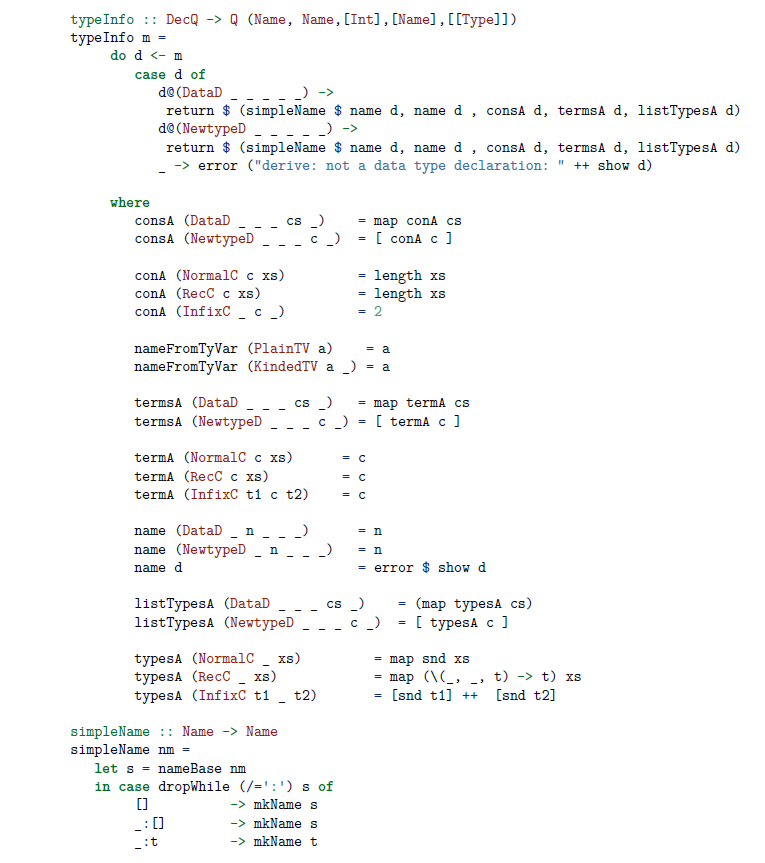 typeInfo :: DecQ -> Q (Name, Name,[Int],[Name],[[Type]])
typeInfo m =
     do d <- m
        case d of
           d@(DataD _ _ _ _ _) ->
            return $ (simpleName $ name d, name d , consA d, termsA d, listTypesA d)
           d@(NewtypeD _ _ _ _ _) ->
            return $ (simpleName $ name d, name d , consA d, termsA d, listTypesA d)
           _ -> error ("derive: not a data type declaration: " ++ show d)

     where
        consA (DataD _ _ _ cs _)    = map conA cs
        consA (NewtypeD _ _ _ c _)  = [ conA c ]

        conA (NormalC c xs)         = length xs
        conA (RecC c xs)            = length xs
        conA (InfixC _ c _)         = 2

        nameFromTyVar (PlainTV a)    = a
        nameFromTyVar (KindedTV a _) = a

        termsA (DataD _ _ _ cs _)   = map termA cs
        termsA (NewtypeD _ _ _ c _) = [ termA c ]

        termA (NormalC c xs)      = c
        termA (RecC c xs)         = c
        termA (InfixC t1 c t2)    = c

        name (DataD _ n _ _ _)      = n
        name (NewtypeD _ n _ _ _)   = n
        name d                      = error $ show d

        listTypesA (DataD _ _ _ cs _)    = (map typesA cs)
        listTypesA (NewtypeD _ _ _ c _)  = [ typesA c ]

        typesA (NormalC _ xs)         = map snd xs
        typesA (RecC _ xs)            = map (\(_, _, t) -> t) xs
        typesA (InfixC t1 _ t2)       = [snd t1] ++  [snd t2]

simpleName :: Name -> Name
simpleName nm =
   let s = nameBase nm
   in case dropWhile (/=':') s of
        []          -> mkName s
        _:[]        -> mkName s
        _:t         -> mkName t